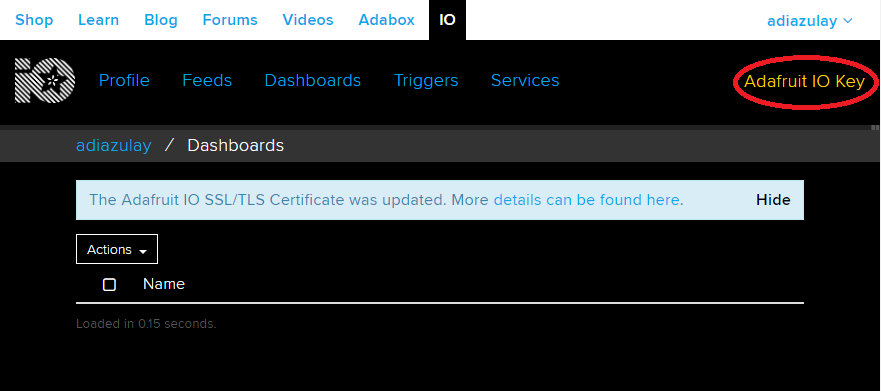 Shop Learn Blog Forums Videos Adabox IO adiazulay
io Profile Feeds Dashboards Triggers Services Adafruit IO Key
adiazulay / Dashboards
The Adafruit IO SSL/TLS Certificate was updated. More details can be found here. Hide
Actions
Name
Loaded in 0.15 seconds.